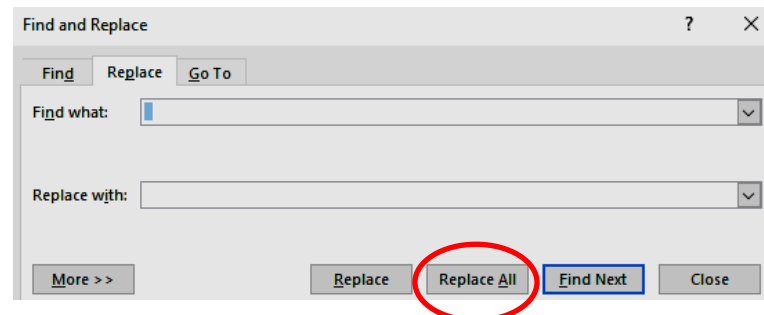 Find and Replace ? ×
Find Replace Go To
Find what:
Replace with:
More >> Replace Replace All Find Next Close